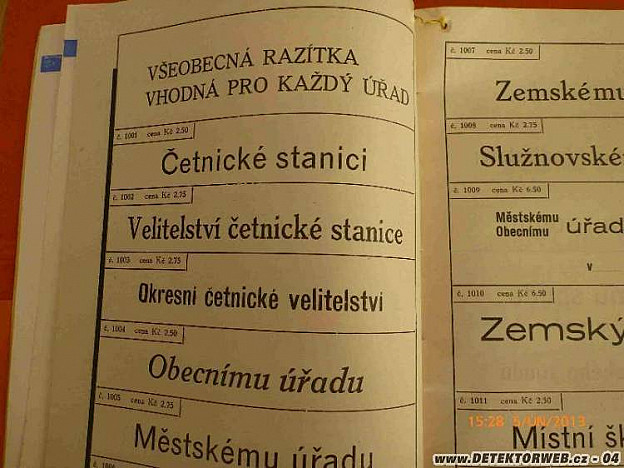 VŠEOBECNÁ RAZÍTKA
VHODNÁ PRO KAŽDÝ ÚŘAD
č. 1001 cena Kč 2.50
Četnické stanici
č. 1002 cena Kč 2.75
Velitelství četnické stanice
č. 1003 cena Kč 2.75
Okresní četnické velitelství
č. 1004 cena Kč 2.50
Obecnímu úřadu
č. 1005 cena Kč 2.75
Městskému úřadu
č. 1007 cena Kč 2.50
Zemskému
č. 1008 cena Kč 2.75
Služnovské
č. 1009 cena Kč 6.50
Městskému
Obecnímu
úřad
v
č. 1010 cena Kč 6.50
Zemský
č. 1011 cena Kč 2.50
Místní šk
15:28 5/JUN/2013
www.DETEKTORWEB.cz - 04